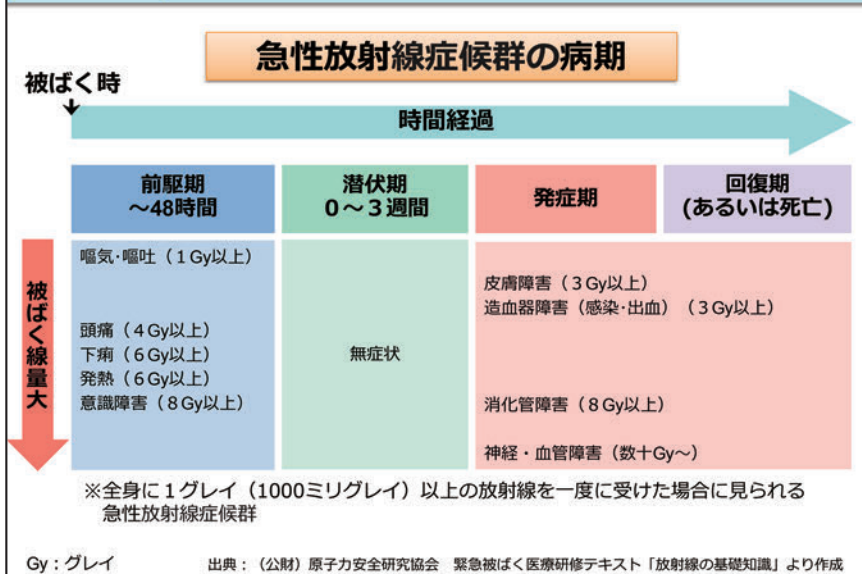 急性放射線症候群の病期
被ばく時
時間経過
前駆期
~48時間
潜伏期
0~3週間
発症期
回復期
(あるいは死亡)
被ばく線量大
嘔気・嘔吐(1Gy以上)
頭痛(4Gy以上)
下痢(6Gy以上)
発熱(6Gy以上)
意識障害(8Gy以上)
無症状
皮膚障害(3Gy以上)
造血器障害(感染・出血)(3Gy以上)
消化管障害(8Gy以上)
神経・血管障害(数十Gy~)
※全身に1グレイ(1000ミリグレイ)以上の放射線を一度に受けた場合に見られる
急性放射線症候群
Gy:グレイ
出典:(公財)原子力安全研究協会 緊急被ばく医療研修テキスト「放射線の基礎知識」より作成